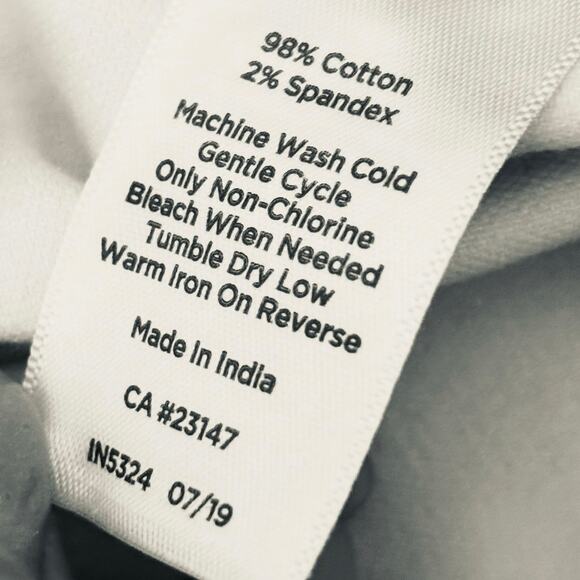 98% Cotton
2% Spandex
Machine Wash Cold
Gentle Cycle
Only Non-Chlorine
Bleach When Needed
Tumble Dry Low
Warm Iron On Reverse
Made In India
CA #23147
IN5324 07/19